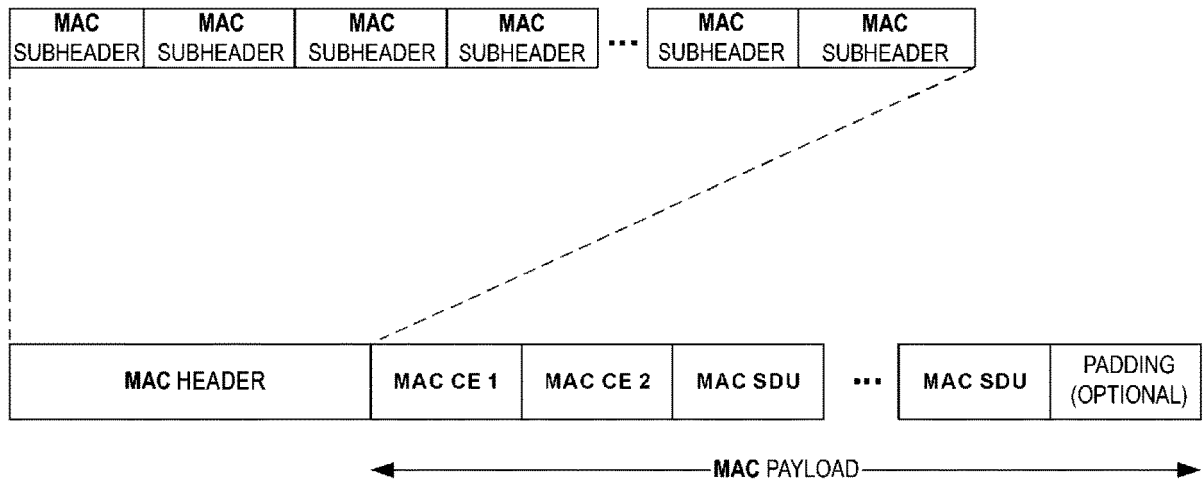 MAC MAC MAC MAC MAC MAC
SUBHEADER SUBHEADER SUBHEADER SUBHEADER ••• SUBHEADER SUBHEADER
MAC HEADER MAC CE 1 MAC CE 2 MAC SDU ••• MAC SDU PADDING
(OPTIONAL)
MAC PAYLOAD